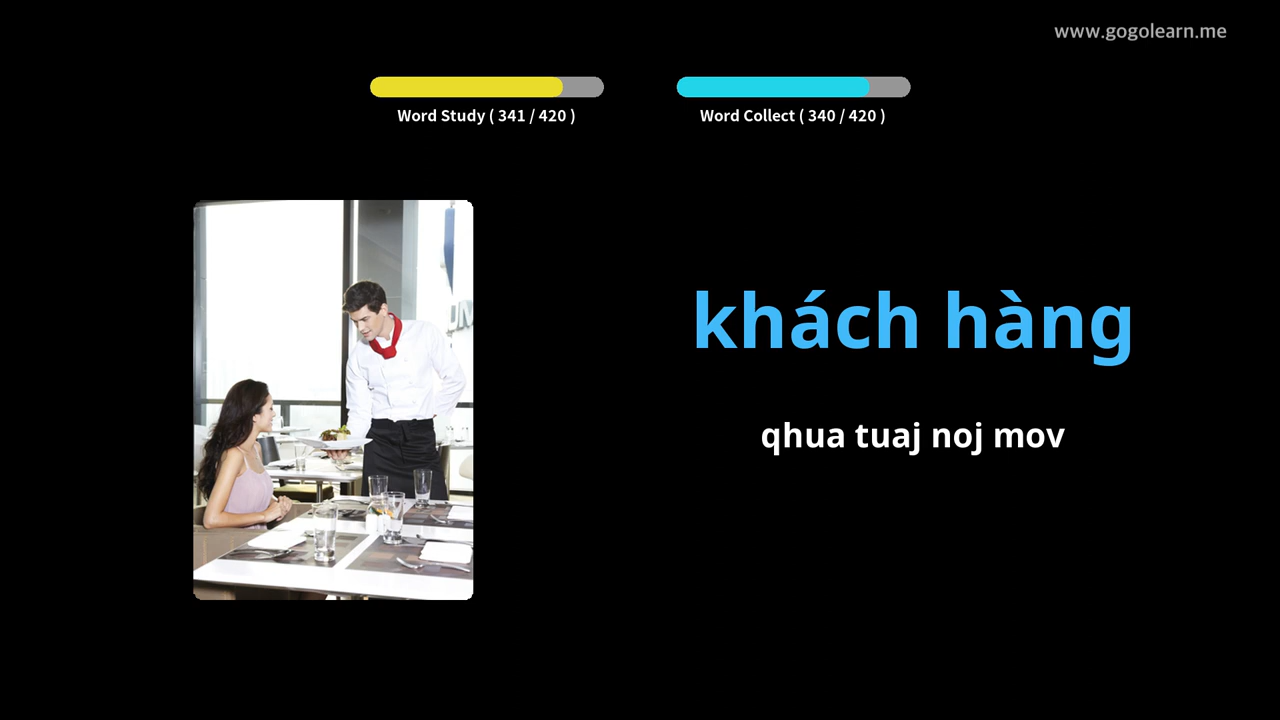 www.gogolearn.me
Word Study ( 341 / 420 )
Word Collect ( 340 / 420 )
khách hàng
qhua tuaj noj mov